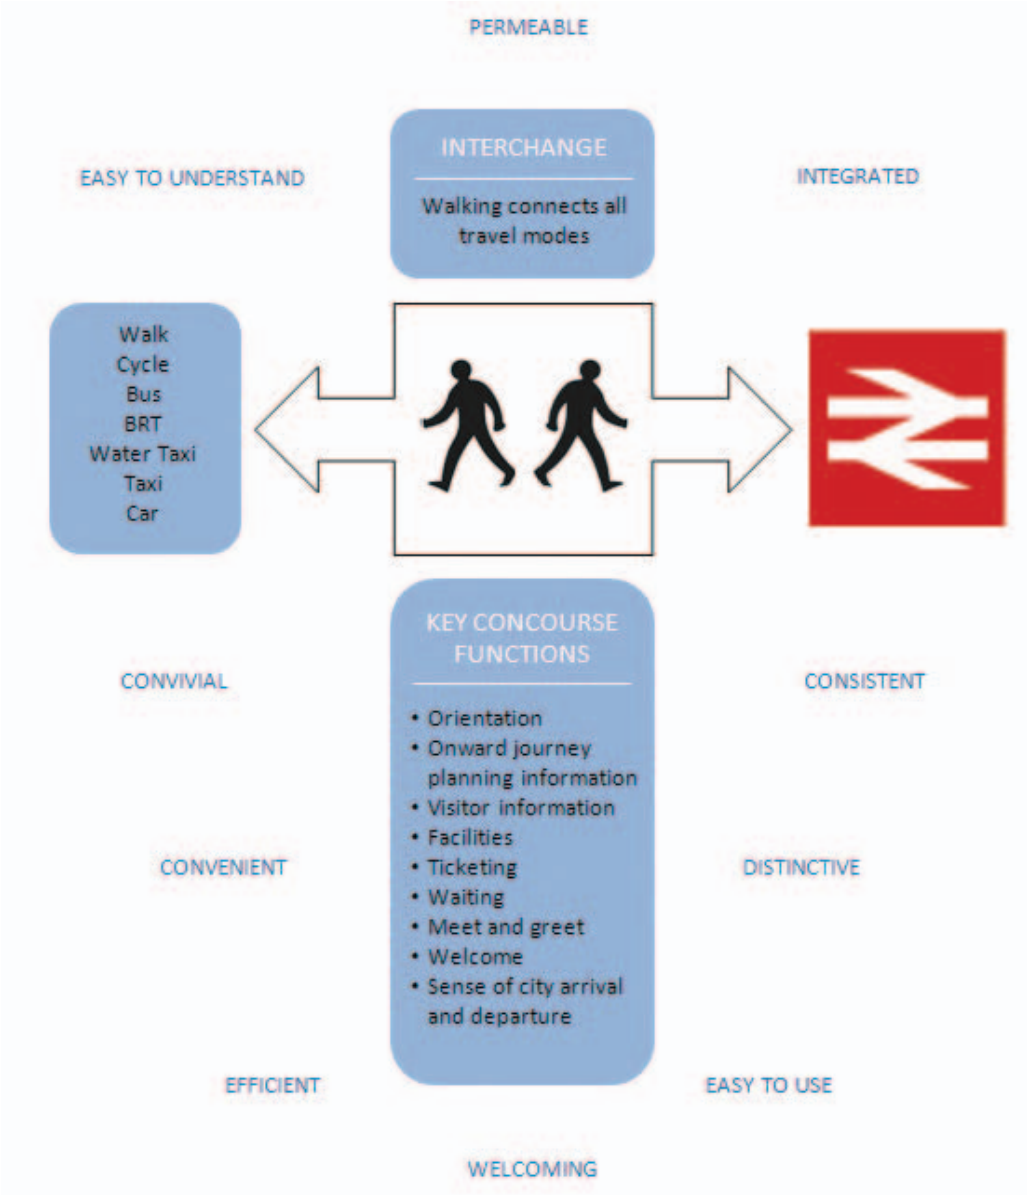 PERMEABLE
EASY TO UNDERSTAND
INTERCHANGE
Walking connects all
travel modes
INTEGRATED
Walk
Cycle
Bus
BRT
Water Taxi
Taxi
Car
KEY CONCOURSE
FUNCTIONS
• Orientation
• Onward journey
planning information
• Visitor information
• Facilities
• Ticketing
• Waiting
• Meet and greet
• Welcome
• Sense of city arrival
and departure
CONVIVIAL
CONSISTENT
CONVENIENT
DISTINCTIVE
EFFICIENT
EASY TO USE
WELCOMING